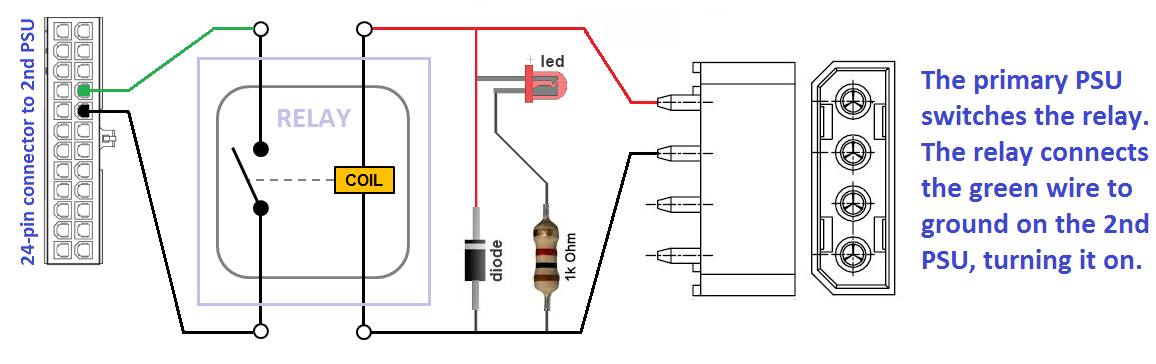 24-pin connector to 2nd PSU
RELAY
COIL
+ led
diode
1k Ohm
The primary PSU
switches the relay.
The relay connects
the green wire to
ground on the 2nd
PSU, turning it on.